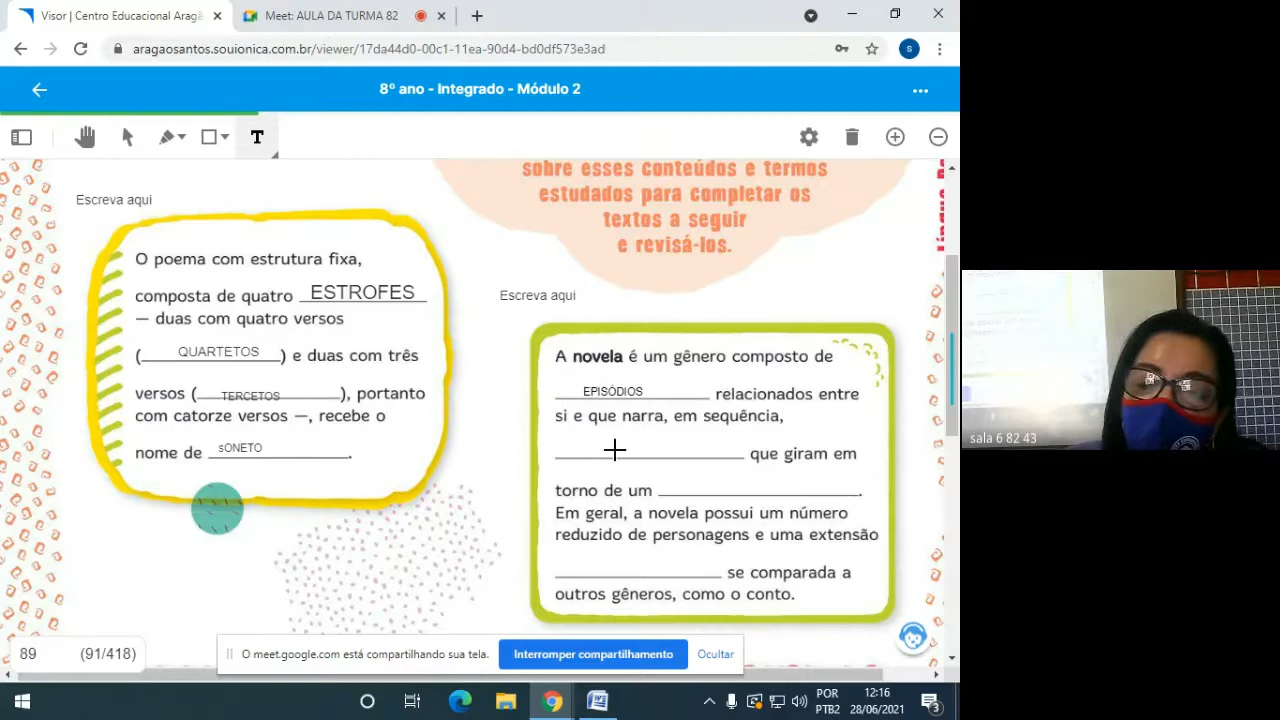 Visor | Centro Educacional Aragã
Meet: AULA DA TURMA 82
aragaosantos.souionica.com.br/viewer/17da44d0-00c1-11ea-90d4-bd0df573e3ad
S
8º ano - Integrado - Módulo 2
T
sobre esses conteúdos e termos
estudados para completar os
textos a seguir
e revisá-los.
Escreva aqui
O poema com estrutura fixa,
composta de quatro ESTROFES
— duas com quatro versos
(QUARTETOS) e duas com três
versos (TERCETOS), portanto
com catorze versos —, recebe o
nome de sONETO.
Escreva aqui
A novela é um gênero composto de
EPISÓDIOS relacionados entre
si e que narra, em sequência,
que giram em
torno de um .
Em geral, a novela possui um número
reduzido de personagens e uma extensão
se comparada a
outros gêneros, como o conto.
sala 6 82 43
89 (91/418)
O meet.google.com está compartilhando sua tela.
Interromper compartilhamento
Ocultar
POR
PTB2
12:16
28/06/2021
3